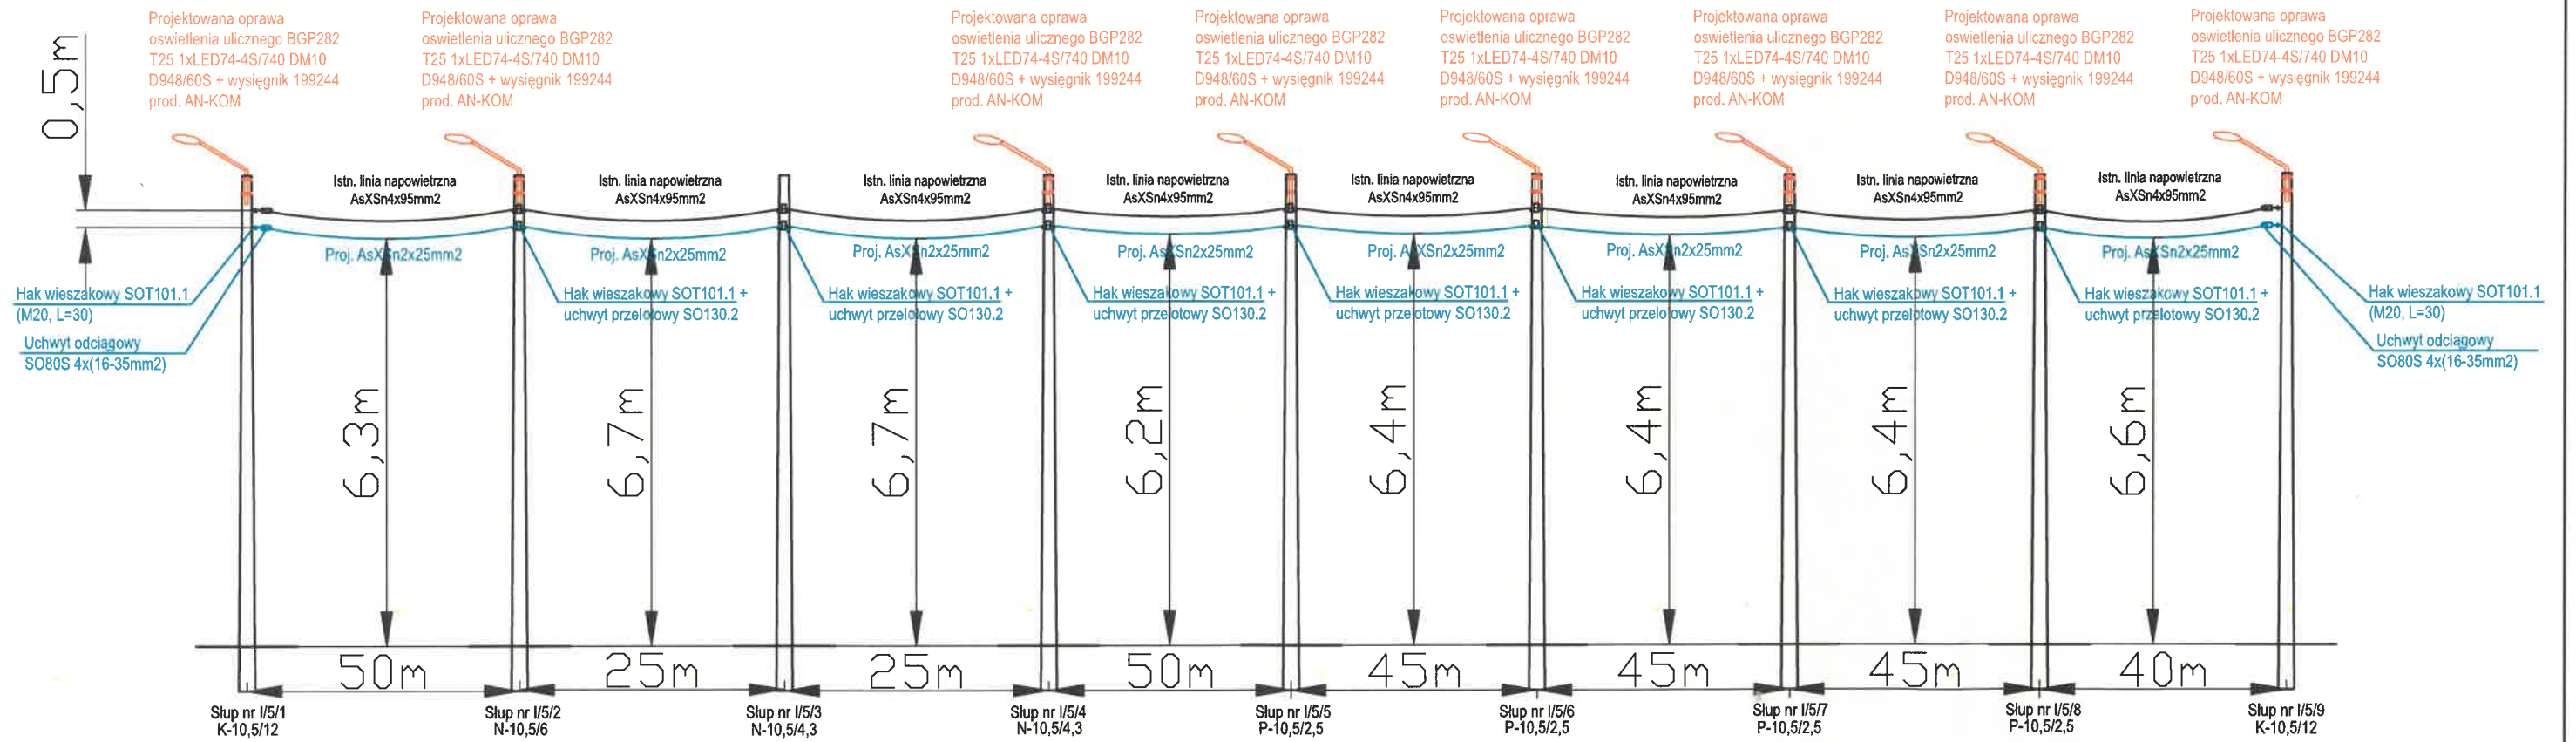 Projektowana oprawa
oswietlenia ulicznego BGP282
T25 1xLED74-4S/740 DM10
D948/60S + wysięgnik 199244
prod. AN-KOM
Projektowana oprawa
oswietlenia ulicznego BGP282
T25 1xLED74-4S/740 DM10
D948/60S + wysięgnik 199244
prod. AN-KOM
Projektowana oprawa
oswietlenia ulicznego BGP282
T25 1xLED74-4S/740 DM10
D948/60S + wysięgnik 199244
prod. AN-KOM
Projektowana oprawa
oswietlenia ulicznego BGP282
T25 1xLED74-4S/740 DM10
D948/60S + wysięgnik 199244
prod. AN-KOM
Projektowana oprawa
oswietlenia ulicznego BGP282
T25 1xLED74-4S/740 DM10
D948/60S + wysięgnik 199244
prod. AN-KOM
Projektowana oprawa
oswietlenia ulicznego BGP282
T25 1xLED74-4S/740 DM10
D948/60S + wysięgnik 199244
prod. AN-KOM
Projektowana oprawa
oswietlenia ulicznego BGP282
T25 1xLED74-4S/740 DM10
D948/60S + wysięgnik 199244
prod. AN-KOM
Projektowana oprawa
oswietlenia ulicznego BGP282
T25 1xLED74-4S/740 DM10
D948/60S + wysięgnik 199244
prod. AN-KOM
0,5m
Istn. linia napowietrzna
AsXSn4x95mm2
Istn. linia napowietrzna
AsXSn4x95mm2
Istn. linia napowietrzna
AsXSn4x95mm2
Istn. linia napowietrzna
AsXSn4x95mm2
Istn. linia napowietrzna
AsXSn4x95mm2
Istn. linia napowietrzna
AsXSn4x95mm2
Istn. linia napowietrzna
AsXSn4x95mm2
Istn. linia napowietrzna
AsXSn4x95mm2
Proj. AsXSn2x25mm2
Proj. AsXSn2x25mm2
Proj. AsXSn2x25mm2
Proj. AsXSn2x25mm2
Proj. AsXSn2x25mm2
Proj. AsXSn2x25mm2
Proj. AsXSn2x25mm2
Proj. AsXSn2x25mm2
Hak wieszakowy SOT101.1
(M20, L=30)
Uchwyt odciągowy
SO80S 4x(16-35mm2)
Hak wieszakowy SOT101.1 +
uchwyt przelotowy SO130.2
Hak wieszakowy SOT101.1 +
uchwyt przelotowy SO130.2
Hak wieszakowy SOT101.1 +
uchwyt przelotowy SO130.2
Hak wieszakowy SOT101.1 +
uchwyt przelotowy SO130.2
Hak wieszakowy SOT101.1 +
uchwyt przelotowy SO130.2
Hak wieszakowy SOT101.1 +
uchwyt przelotowy SO130.2
Hak wieszakowy SOT101.1 +
uchwyt przelotowy SO130.2
Hak wieszakowy SOT101.1
(M20, L=30)
Uchwyt odciągowy
SO80S 4x(16-35mm2)
6,3m
6,7m
6,7m
6,2m
6,4m
6,4m
6,4m
6,6m
50m
25m
25m
50m
45m
45m
45m
40m
Słup nr I/5/1
K-10,5/12
Słup nr I/5/2
N-10,5/6
Słup nr I/5/3
N-10,5/4,3
Słup nr I/5/4
N-10,5/4,3
Słup nr I/5/5
P-10,5/2,5
Słup nr I/5/6
P-10,5/2,5
Słup nr I/5/7
P-10,5/2,5
Słup nr I/5/8
P-10,5/2,5
Słup nr I/5/9
K-10,5/12